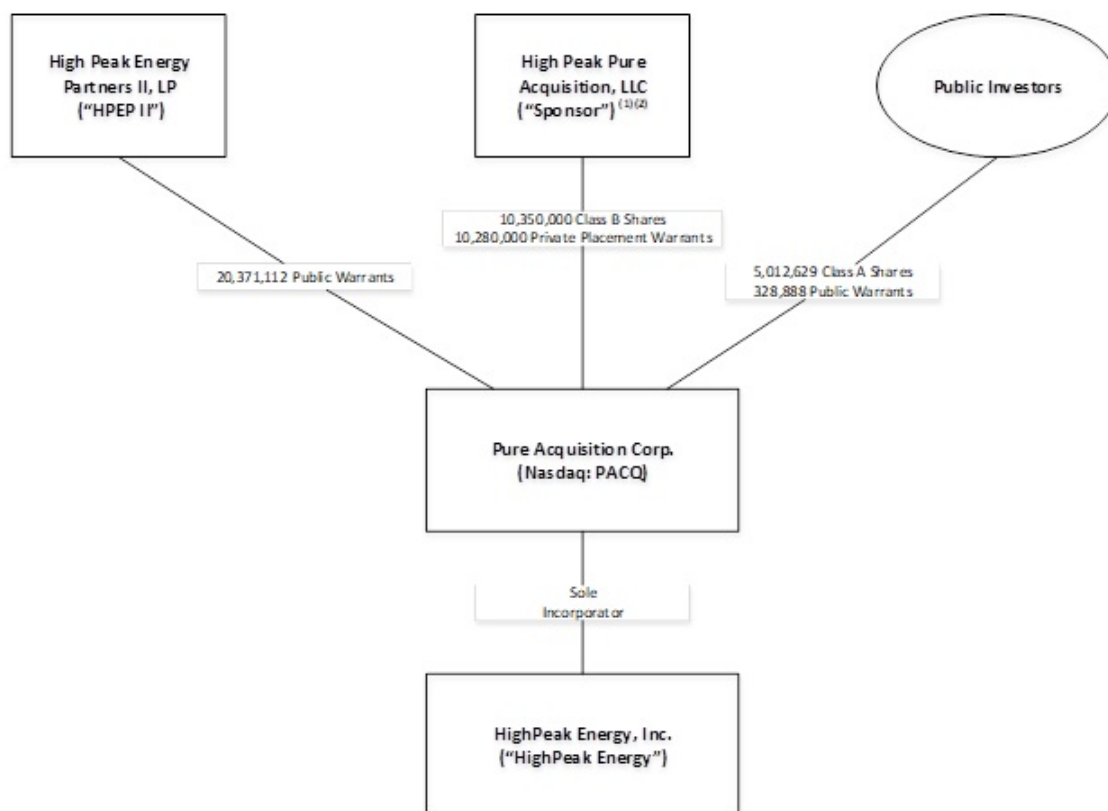 High Peak Energy
Partners II, LP
(“HPEP II”)
High Peak Pure
Acquisition, LLC
(“Sponsor”) (1)(2)
Public Investors
10,350,000 Class B Shares
10,280,000 Private Placement Warrants
20,371,112 Public Warrants
5,012,629 Class A Shares
328,888 Public Warrants
Pure Acquisition Corp.
(Nasdaq: PACQ)
Sole
Incorporator
HighPeak Energy, Inc.
(“HighPeak Energy”)